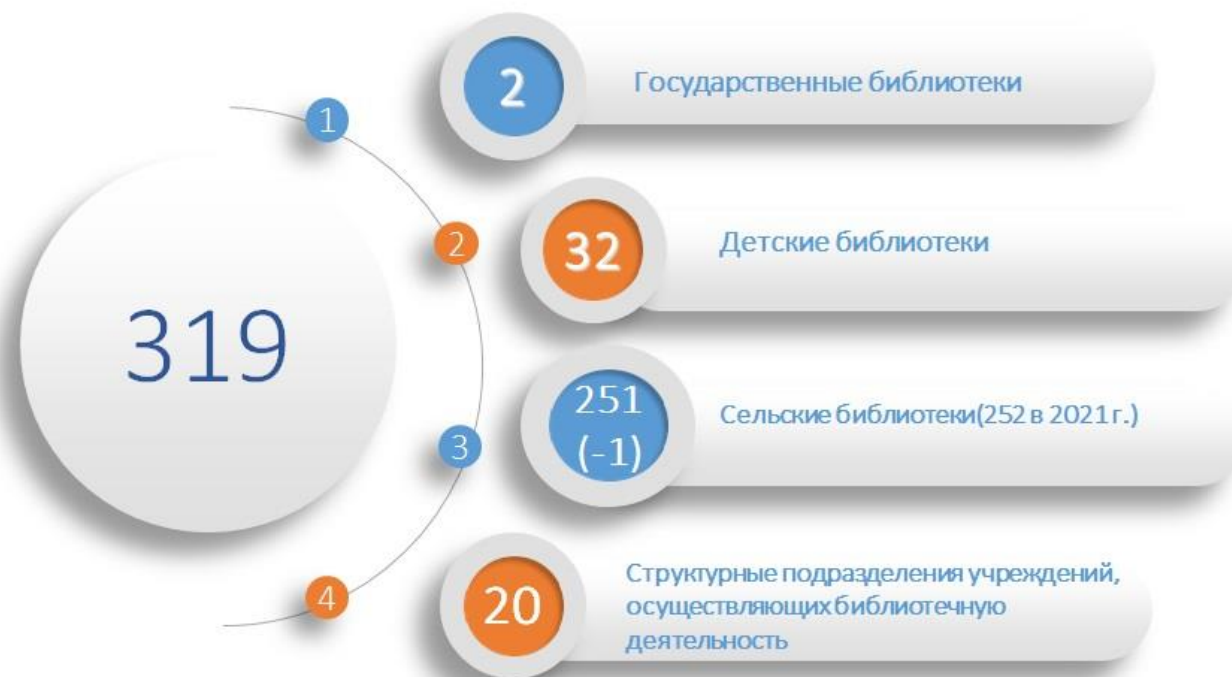 319
1
2
Государственные библиотеки
2
32
Детские библиотеки
3
251
(-1)
Сельские библиотеки(252 в 2021 г.)
4
20
Структурные подразделения учреждений,
осуществляющих библиотечную
деятельность